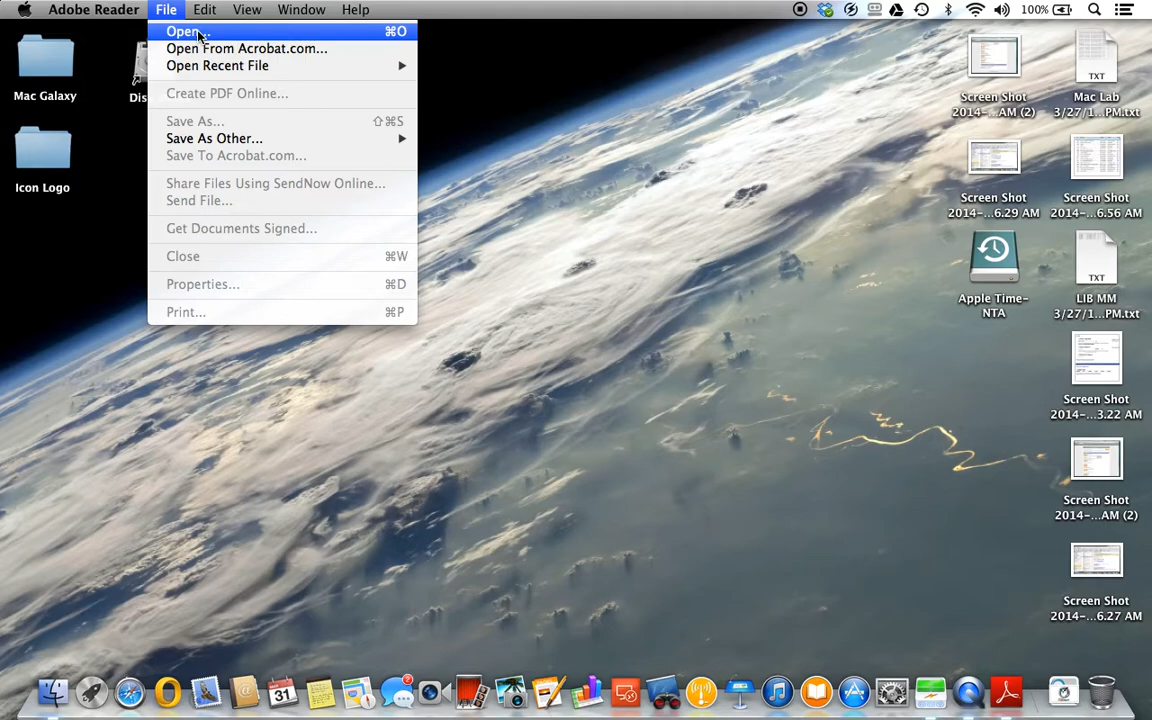 Adobe Reader File Edit View Window Help 100%
Open... ⌘O
Open From Acrobat.com...
Open Recent File
Create PDF Online...
Save As... ⇧⌘S
Save As Other...
Save To Acrobat.com...
Share Files Using SendNow Online...
Send File...
Get Documents Signed...
Close ⌘W
Properties... ⌘D
Print... ⌘P
Mac Galaxy
Dis
Icon Logo
Screen Shot
2014-...AM (2)
TXT
Mac Lab
3/27/1...PM.txt
Screen Shot
2014-...6.29 AM
Screen Shot
2014-...6.56 AM
Apple Time-
NTA
TXT
LIB MM
3/27/1...PM.txt
Screen Shot
2014-...3.22 AM
Screen Shot
2014-...AM (2)
Screen Shot
2014-...6.27 AM
31
7